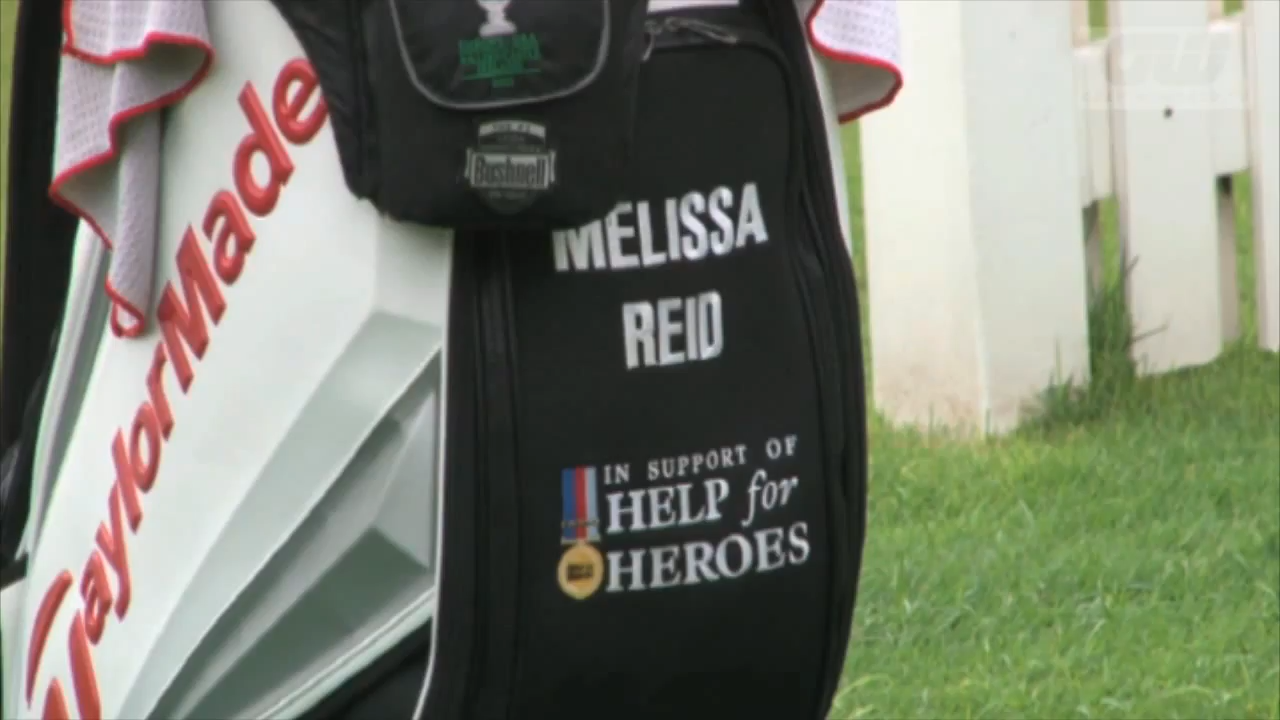 TaylorMade
Bushnell
MELISSA
REID
IN SUPPORT OF
HELP for
HEROES